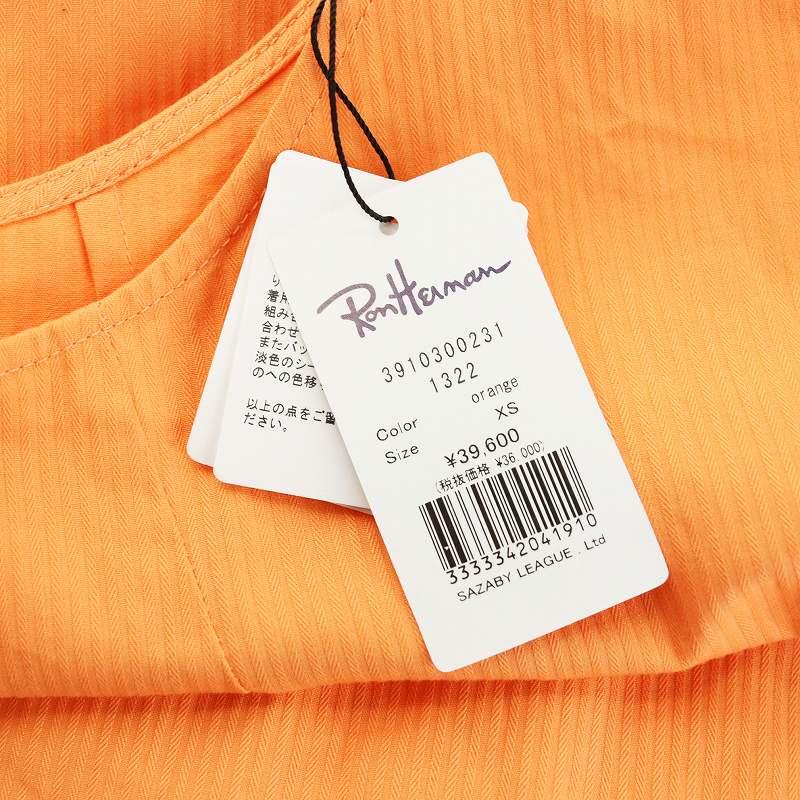 着用
組み
合わせ
またバッ
淡色のシー
のへの色移
以上の点をご
ださい。
Ron Herman
3910300231
1322
Color orange
Size XS
¥39,600
(税抜価格 ¥36,000)
3333342041910
SAZABY LEAGUE . Ltd